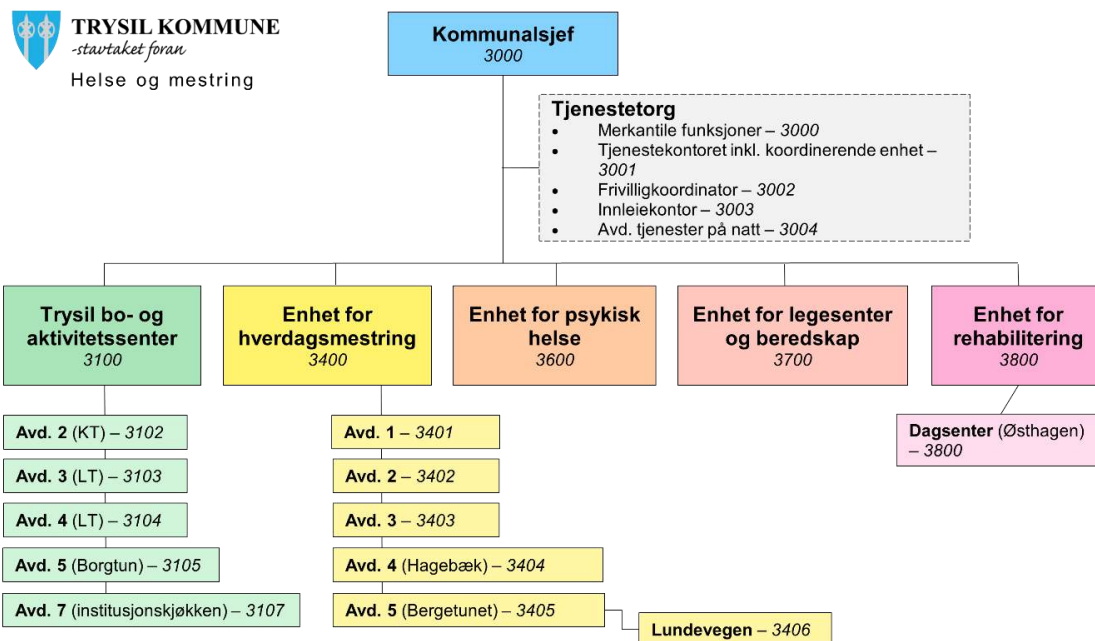 TRYSIL KOMMUNE
-stavtaket foran
Helse og mestring
Kommunalsjef
3000
Tjenestetorg
• Merkantile funksjoner – 3000
• Tjenestekontoret inkl. koordinerende enhet –
3001
• Frivilligkoordinator – 3002
• Innleiekontor – 3003
• Avd. tjenester på natt – 3004
Trysil bo- og
aktivitetssenter
3100
Enhet for
hverdagsmestring
3400
Enhet for psykisk
helse
3600
Enhet for legesenter
og beredskap
3700
Enhet for
rehabilitering
3800
Avd. 2 (KT) – 3102
Avd. 3 (LT) – 3103
Avd. 4 (LT) – 3104
Avd. 5 (Borgtun) – 3105
Avd. 7 (institusjonskjøkken) – 3107
Avd. 1 – 3401
Avd. 2 – 3402
Avd. 3 – 3403
Avd. 4 (Hagebæk) – 3404
Avd. 5 (Bergetunet) – 3405
Lundevegen – 3406
Dagsenter (Østhagen)
– 3800